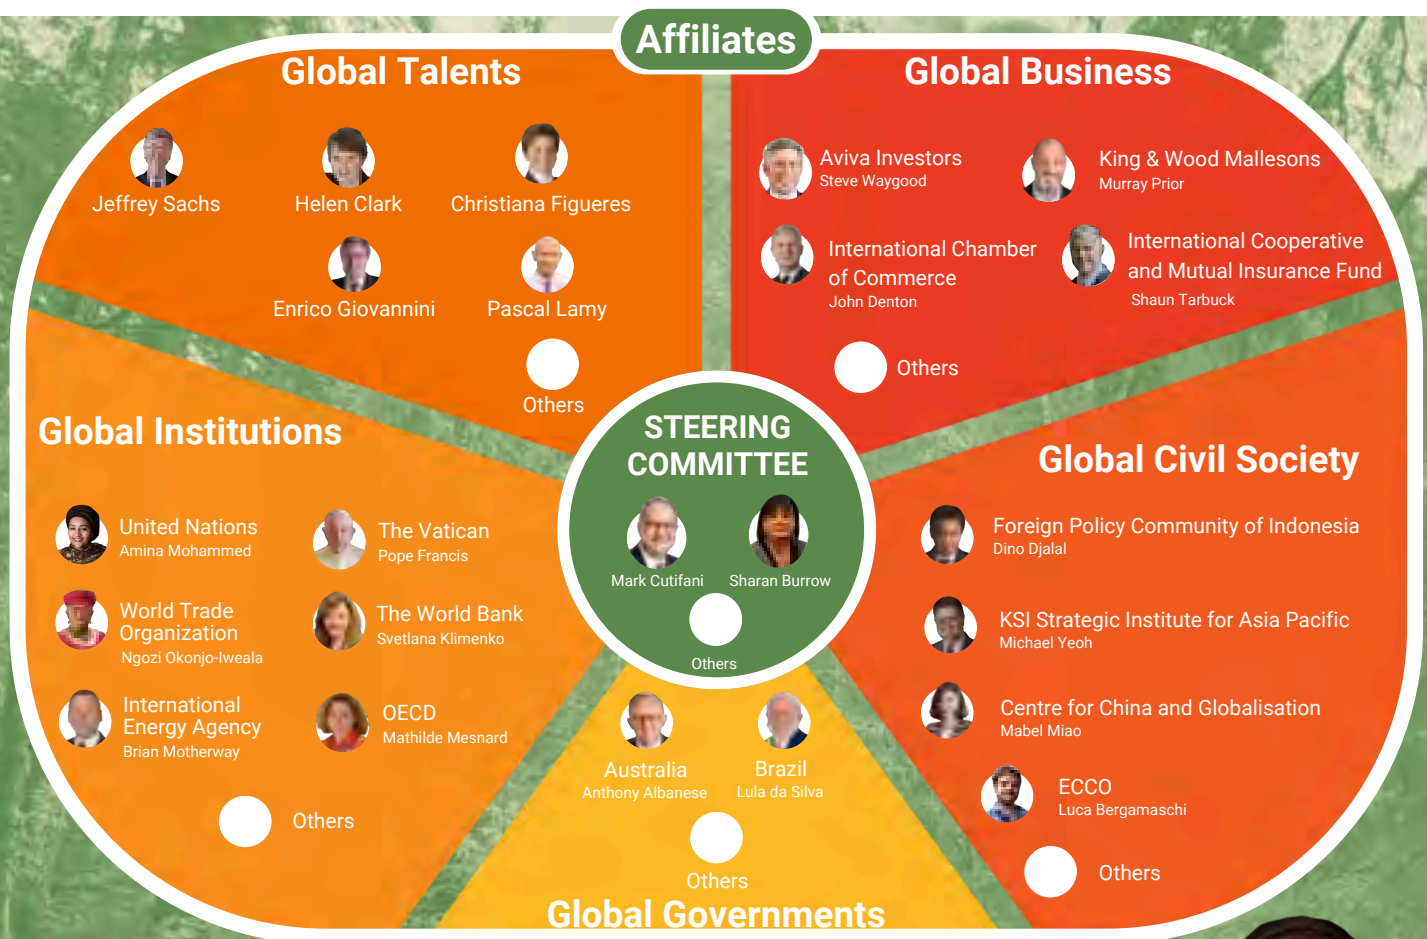 Affiliates
Global Talents
Jeffrey Sachs
Helen Clark
Christiana Figueres
Enrico Giovannini
Pascal Lamy
Others
Global Business
Aviva Investors
Steve Waygood
King & Wood Mallesons
Murray Prior
International Chamber
of Commerce
John Denton
International Cooperative
and Mutual Insurance Fund
Shaun Tarbuck
Others
Global Institutions
United Nations
Amina Mohammed
The Vatican
Pope Francis
World Trade
Organization
Ngozi Okonjo-Iweala
The World Bank
Svetlana Klimenko
International
Energy Agency
Brian Motherway
OECD
Mathilde Mesnard
Others
STEERING
COMMITTEE
Mark Cutifani
Sharan Burrow
Others
Global Civil Society
Foreign Policy Community of Indonesia
Dino Djalal
KSI Strategic Institute for Asia Pacific
Michael Yeoh
Centre for China and Globalisation
Mabel Miao
ECCO
Luca Bergamaschi
Others
Australia
Anthony Albanese
Brazil
Lula da Silva
Others
Global Governments